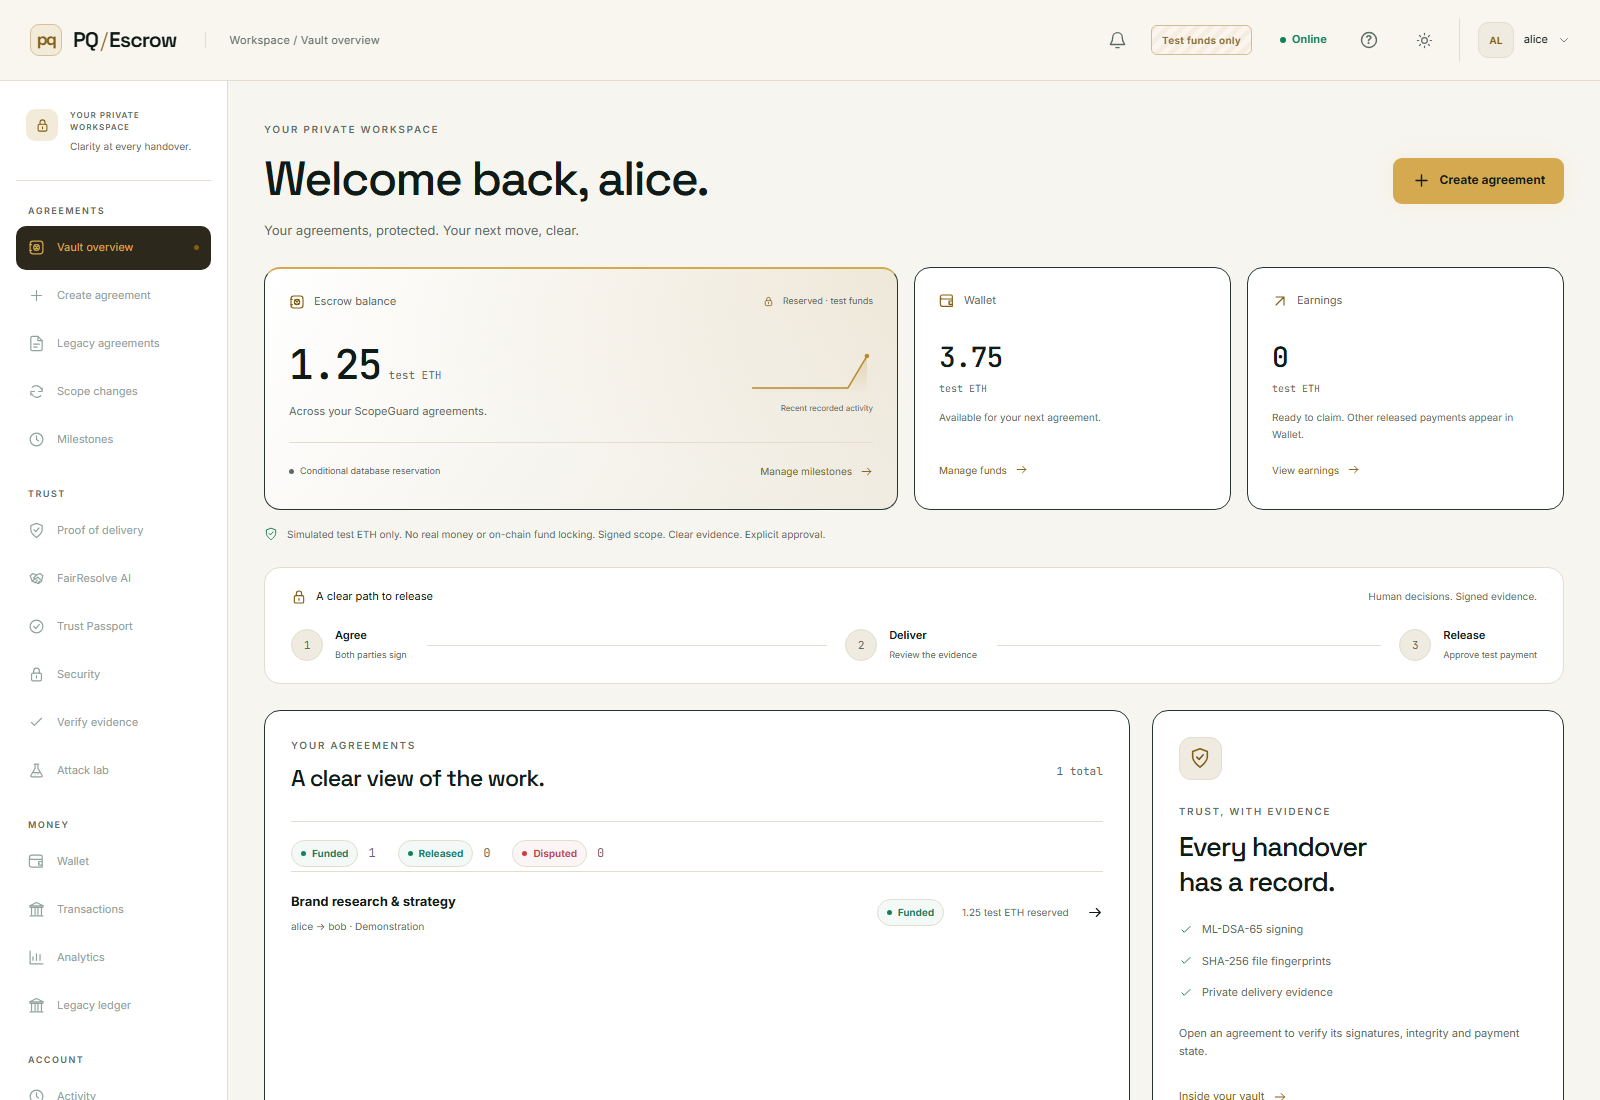 pq PQ/Escrow
Workspace / Vault overview
Test funds only
Online
AL alice
YOUR PRIVATE
WORKSPACE
Clarity at every handover.
AGREEMENTS
Vault overview
Create agreement
Legacy agreements
Scope changes
Milestones
TRUST
Proof of delivery
FairResolve AI
Trust Passport
Security
Verify evidence
Attack lab
MONEY
Wallet
Transactions
Analytics
Legacy ledger
ACCOUNT
Activity
YOUR PRIVATE WORKSPACE
Welcome back, alice.
Your agreements, protected. Your next move, clear.
Create agreement
Escrow balance
Reserved · test funds
1.25 test ETH
Across your ScopeGuard agreements.
Recent recorded activity
Conditional database reservation
Manage milestones →
Wallet
3.75
test ETH
Available for your next agreement.
Manage funds →
Earnings
0
test ETH
Ready to claim. Other released payments appear in
Wallet.
View earnings →
Simulated test ETH only. No real money or on-chain fund locking. Signed scope. Clear evidence. Explicit approval.
A clear path to release
Human decisions. Signed evidence.
1 Agree
Both parties sign
2 Deliver
Review the evidence
3 Release
Approve test payment
YOUR AGREEMENTS
A clear view of the work.
1 total
Funded 1 Released 0 Disputed 0
Brand research & strategy
alice → bob · Demonstration
Funded 1.25 test ETH reserved →
TRUST, WITH EVIDENCE
Every handover
has a record.
ML-DSA-65 signing
SHA-256 file fingerprints
Private delivery evidence
Open an agreement to verify its signatures, integrity and payment
state.
Inside your vault →